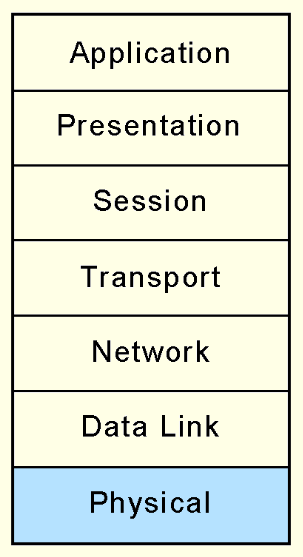 Application
Presentation
Session
Transport
Network
Data Link
Physical